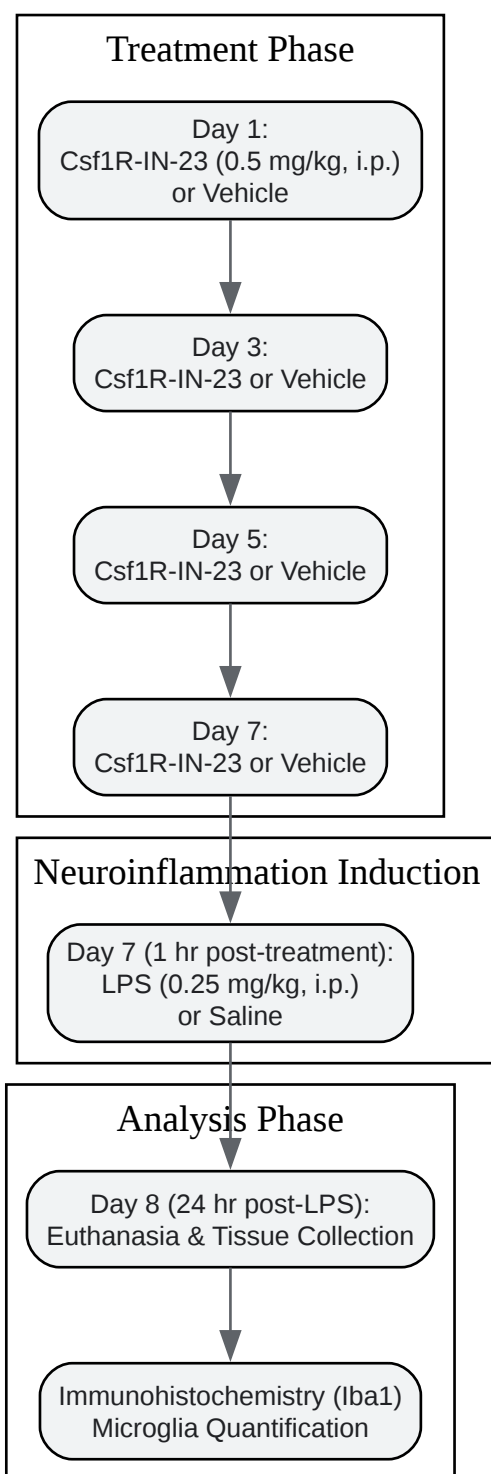 Treatment Phase
Day 1:
Csf1R-IN-23 (0.5 mg/kg, i.p.)
or Vehicle
Day 3:
Csf1R-IN-23 or Vehicle
Day 5:
Csf1R-IN-23 or Vehicle
Day 7:
Csf1R-IN-23 or Vehicle
Neuroinflammation Induction
Day 7 (1 hr post-treatment):
LPS (0.25 mg/kg, i.p.)
or Saline
Analysis Phase
Day 8 (24 hr post-LPS):
Euthanasia & Tissue Collection
Immunohistochemistry (Iba1)
Microglia Quantification